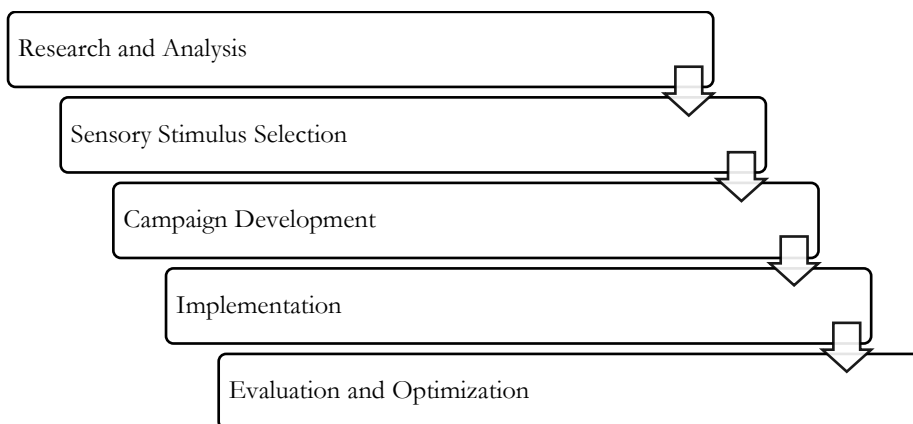 Research and Analysis
Sensory Stimulus Selection
Campaign Development
Implementation
Evaluation and Optimization